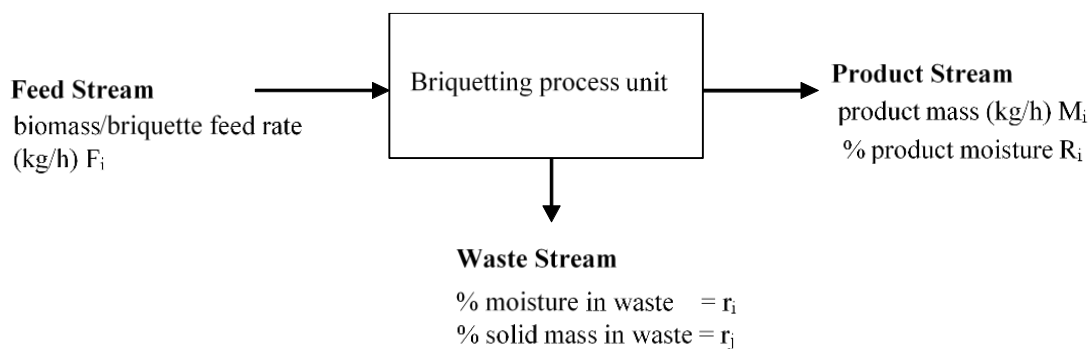 Briquetting process unit
Feed Stream
biomass/briquette feed rate
(kg/h) Fᵢ
Product Stream
product mass (kg/h) Mᵢ
% product moisture Rᵢ
Waste Stream
% moisture in waste = rᵢ
% solid mass in waste = rⱼ